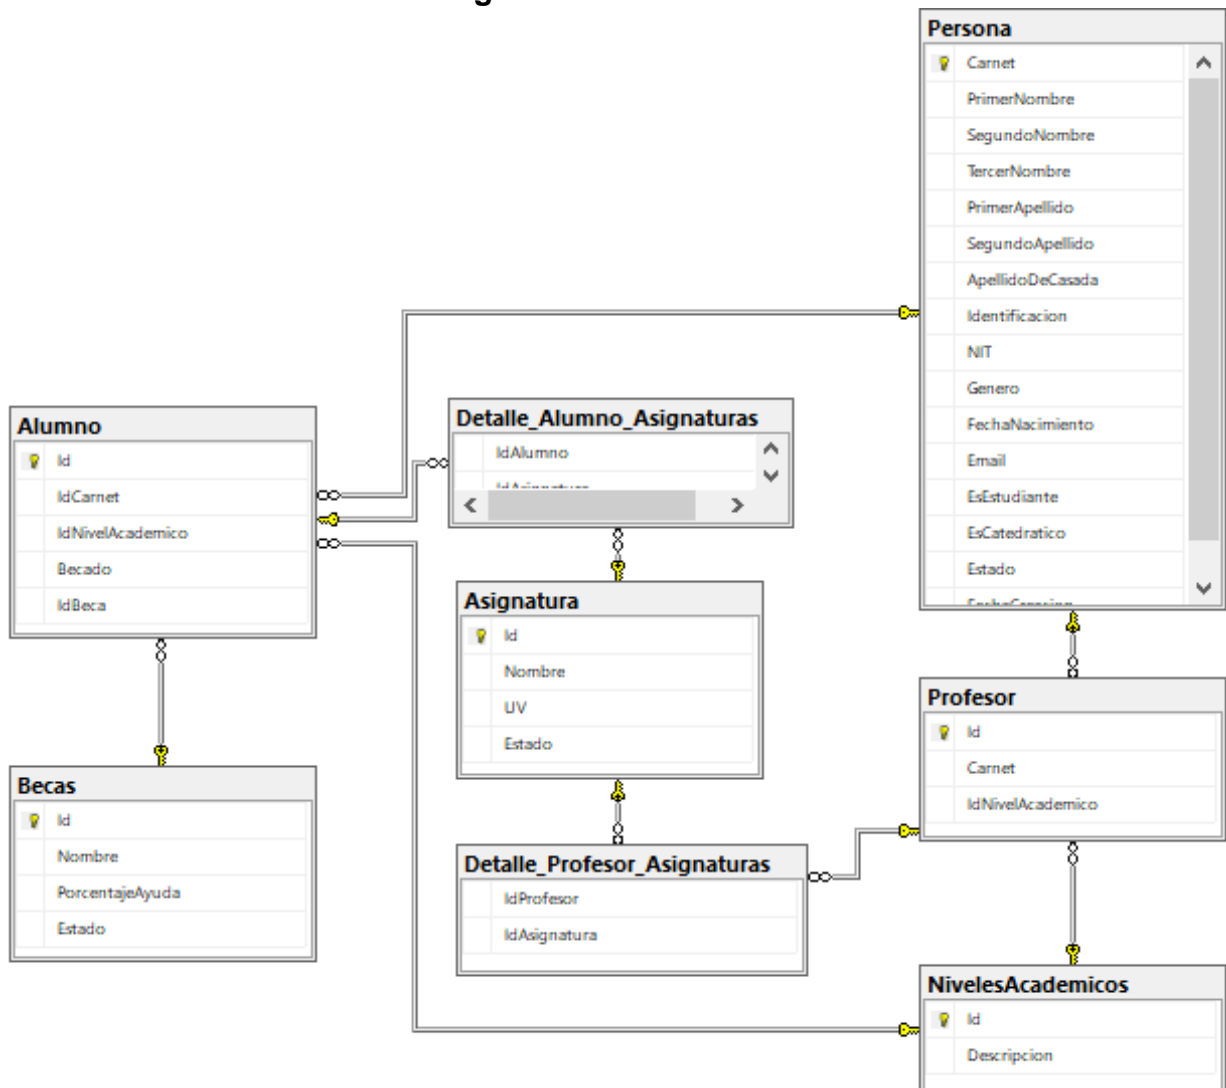 Persona
Carnet
PrimerNombre
SegundoNombre
TercerNombre
PrimerApellido
SegundoApellido
ApellidoDeCasada
Identificacion
NIT
Genero
FechaNacimiento
Email
EsEstudiante
EsCatedratico
Estado
Alumno
Id
IdCarnet
IdNivelAcademico
Becado
IdBeca
Detalle_Alumno_Asignaturas
IdAlumno
IdAsignatura
Asignatura
Id
Nombre
UV
Estado
Profesor
Id
Carnet
IdNivelAcademico
Becas
Id
Nombre
PorcentajeAyuda
Estado
Detalle_Profesor_Asignaturas
IdProfesor
IdAsignatura
NivelesAcademicos
Id
Descripcion